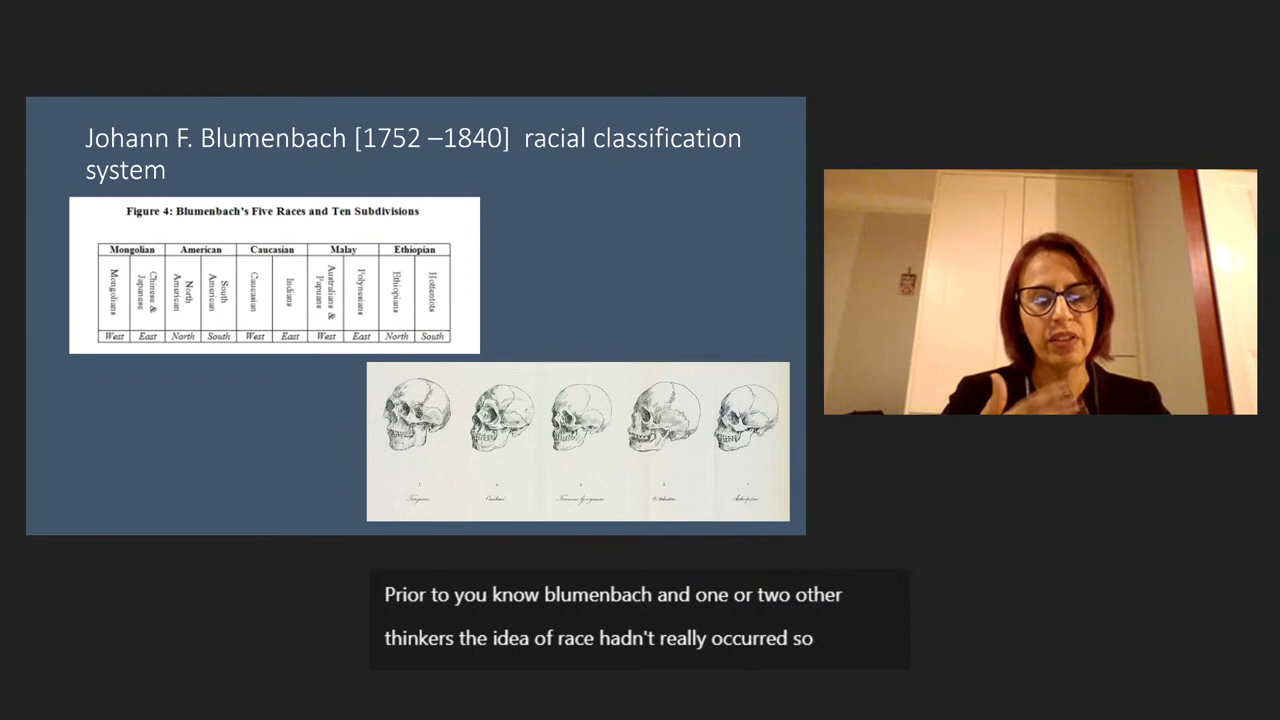 Johann F. Blumenbach [1752 –1840] racial classification
system
Figure 4: Blumenbach's Five Races and Ten Subdivisions
Mongolian American Caucasian Malay Ethiopian
Mongolians
Chinese &
Japanese
North
American
South
American
Caucasian
Indians
Australians &
Papuans
Polynesians
Ethiopians
Hottentots
West East North South West East West East North South
Prior to you know blumenbach and one or two other
thinkers the idea of race hadn't really occurred so